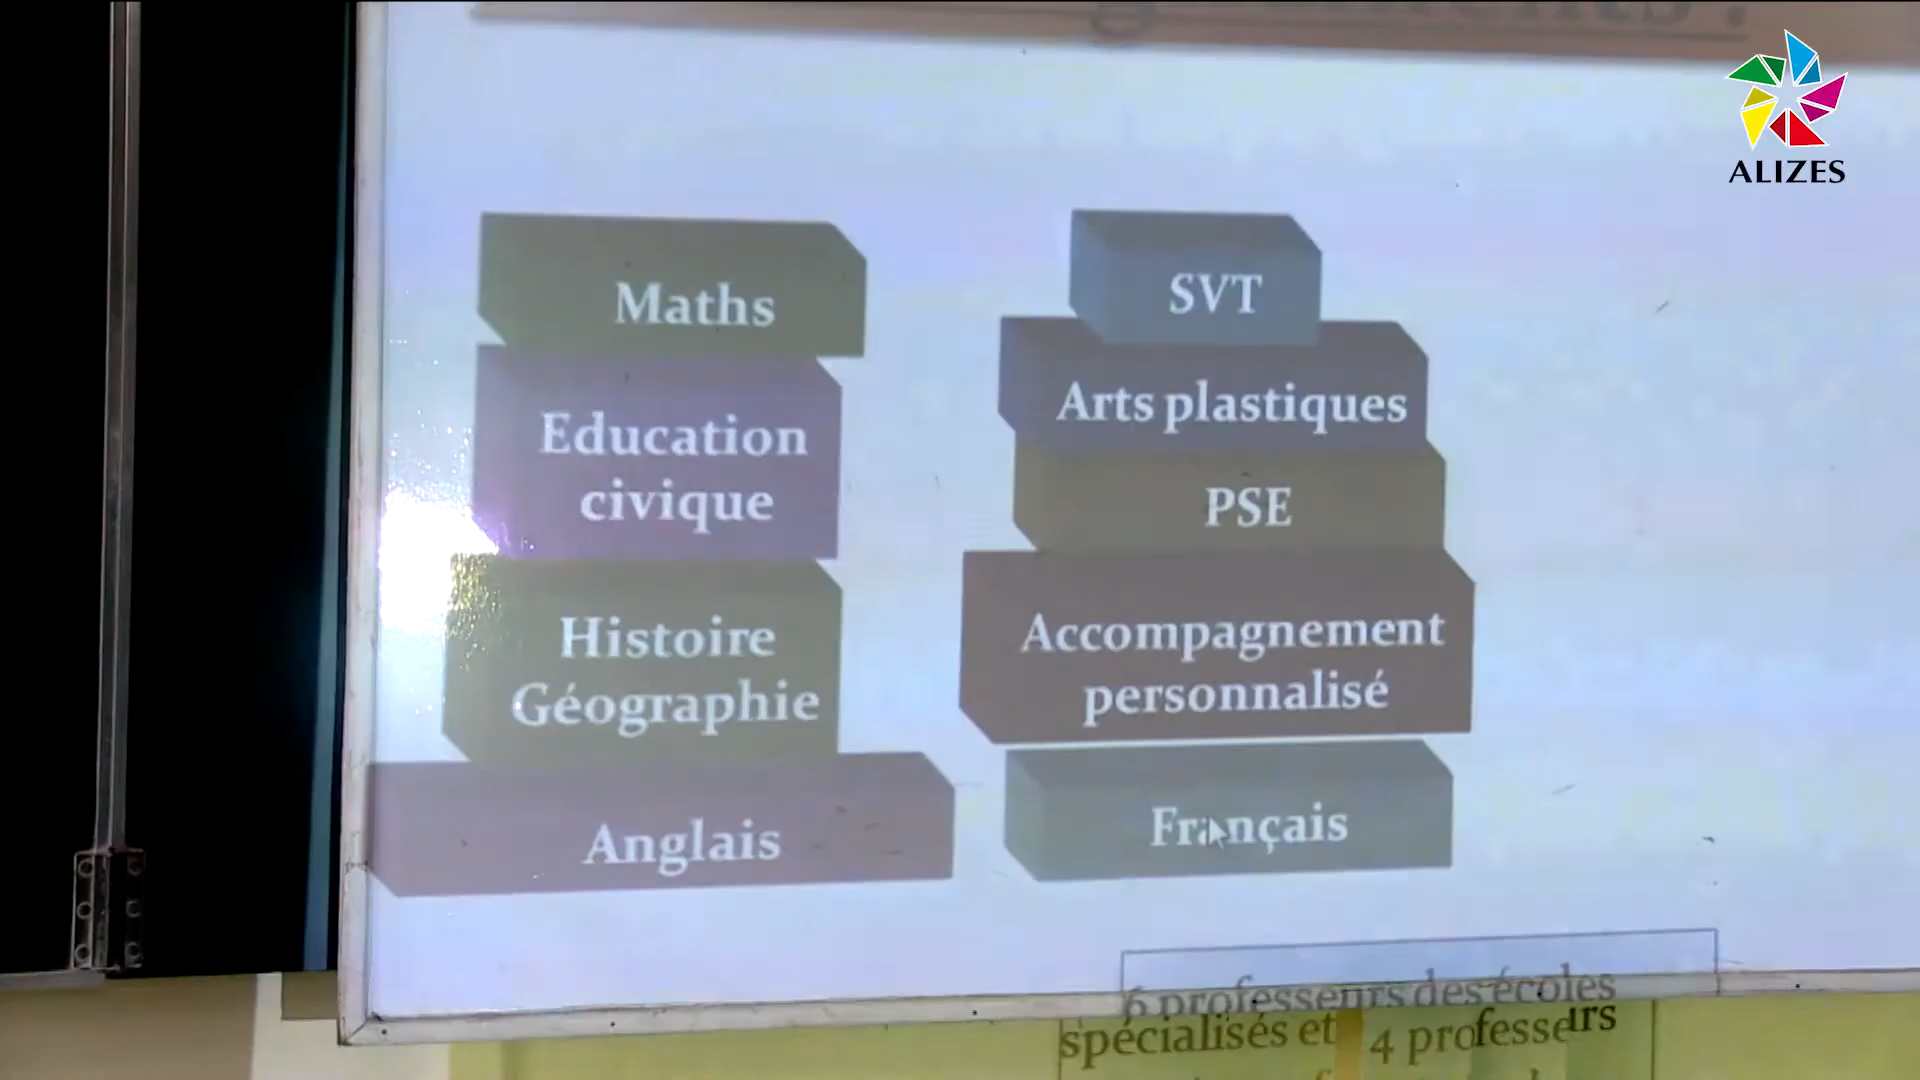 ALIZES
Maths
Education
civique
Histoire
Géographie
Anglais
SVT
Arts plastiques
PSE
Accompagnement
personnalisé
Français
6 professeurs des écoles
spécialisés et 4 professeurs